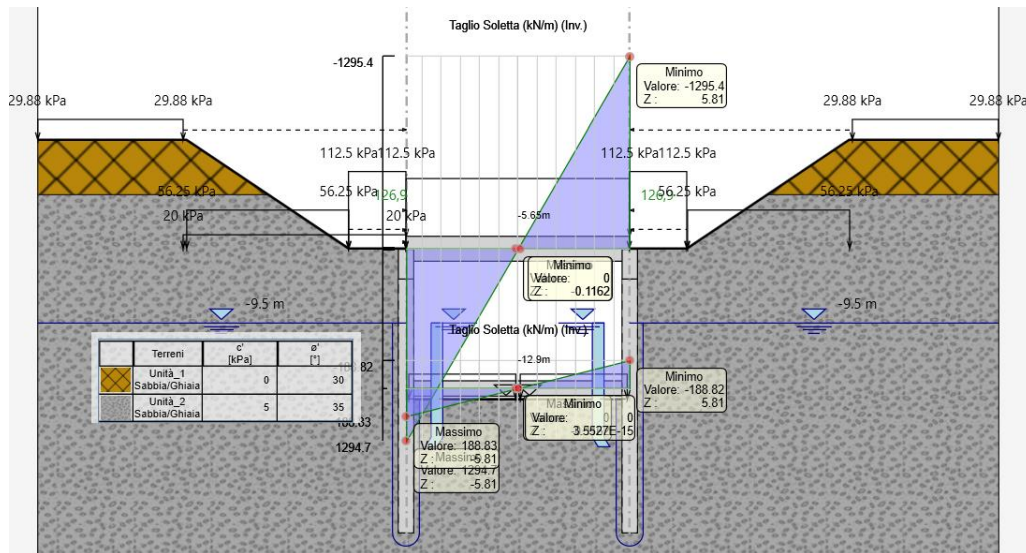 Taglio Soletta (kN/m) (Inv.)
-1295.4
Minimo
Valore: -1295.4
Z : 5.81
29.88 kPa
29.88 kPa
29.88 kPa
29.88 kPa
112.5 kPa
112.5 kPa
112.5 kPa
112.5 kPa
56.25 kPa
56.25 kPa
126,9
126,9
56.25 kPa
56.25 kPa
20 kPa
20 kPa
-5.65m
Minimo
Valore: 0
Z : -0.1162
-9.5 m
-9.5 m
Taglio Soletta (kN/m) (Inv.)
-12.9m
Terreni
c'
[kPa]
ø'
[°]
Unità_1
Sabbia/Ghiaia
0
30
Unità_2
Sabbia/Ghiaia
5
35
Minimo
Valore: -188.82
Z : 5.81
Minimo
Valore: 0
1294.7
Massimo
Valore: 188.83
Z : -5.81
Valore: 1294.7
Z : -5.81